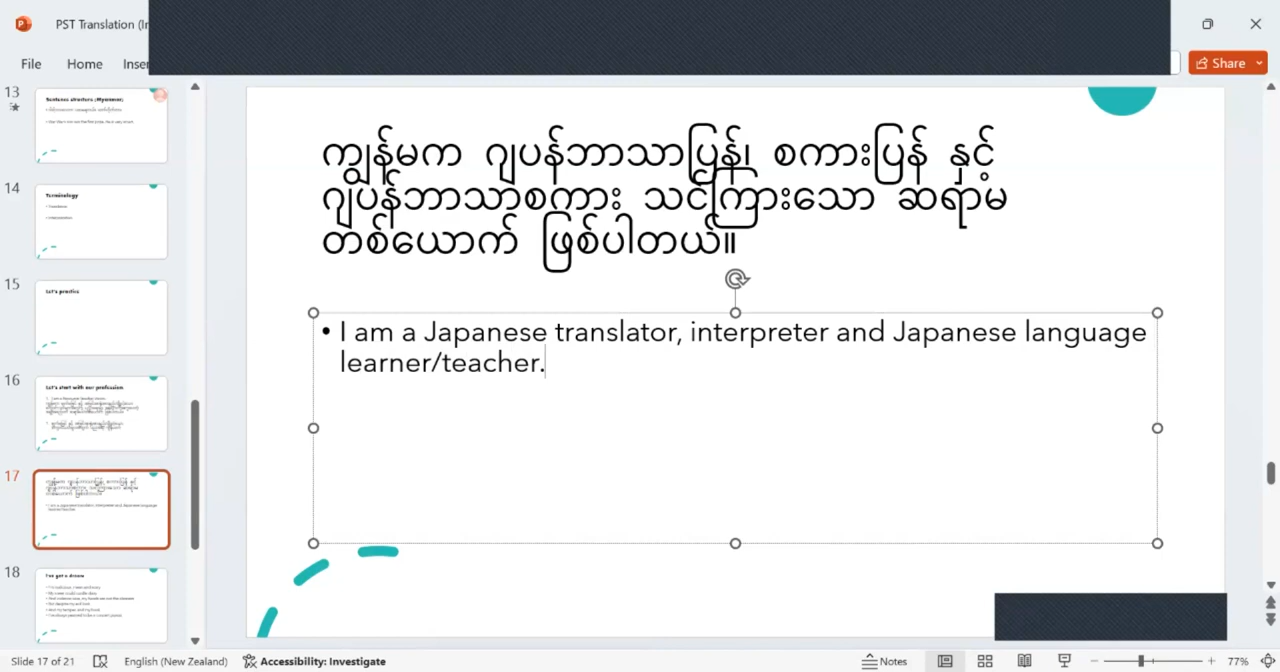 PST Translation (In
File Home Inser
Share
13
Sentence structure (Myanmar)
14
Terminology
• Translation
• Interpretation
15
Let's practice
16
Let's start with our profession
17
18
I've got a dream
ကျွန်မက ဂျပန်ဘာသာပြန်၊ စကားပြန် နှင့်
ဂျပန်ဘာသာစကား သင်ကြားသော ဆရာမ
တစ်ယောက် ဖြစ်ပါတယ်။
• I am a Japanese translator, interpreter and Japanese language
learner/teacher.
Slide 17 of 21 English (New Zealand) Accessibility: Investigate Notes 77%